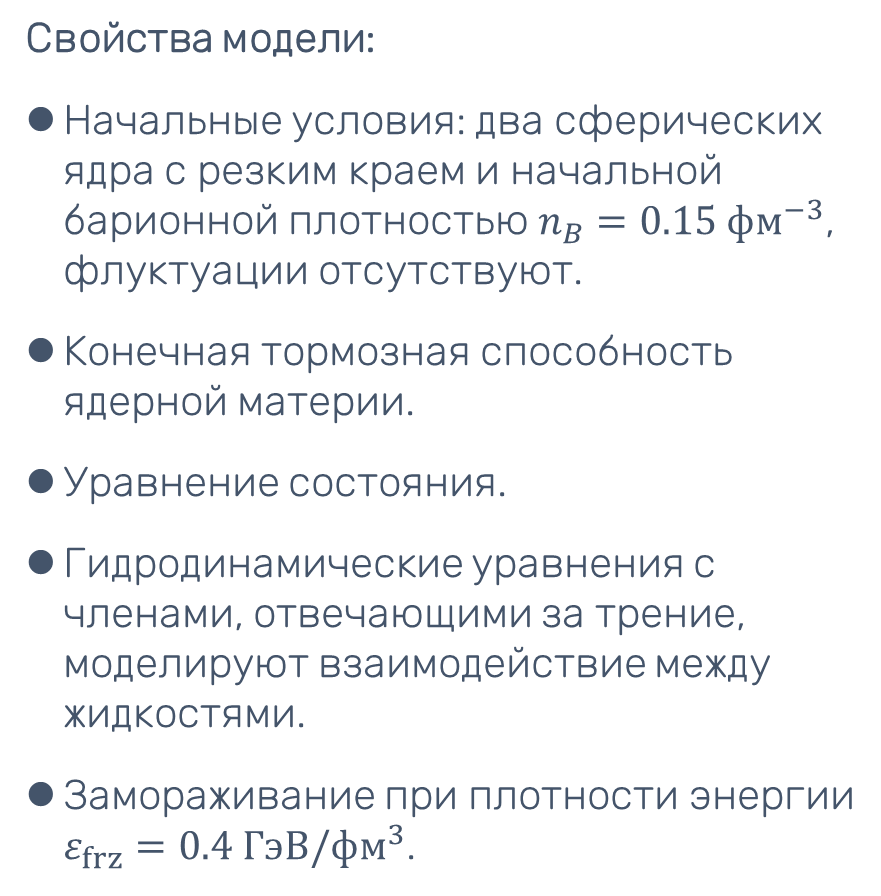 Свойства модели:
● Начальные условия: два сферических
ядра с резким краем и начальной
барионной плотностью n_B = 0.15 фм⁻³,
флуктуации отсутствуют.
● Конечная тормозная способность
ядерной материи.
● Уравнение состояния.
● Гидродинамические уравнения с
членами, отвечающими за трение,
моделируют взаимодействие между
жидкостями.
● Замораживание при плотности энергии
ε_frz = 0.4 ГэВ/фм³.